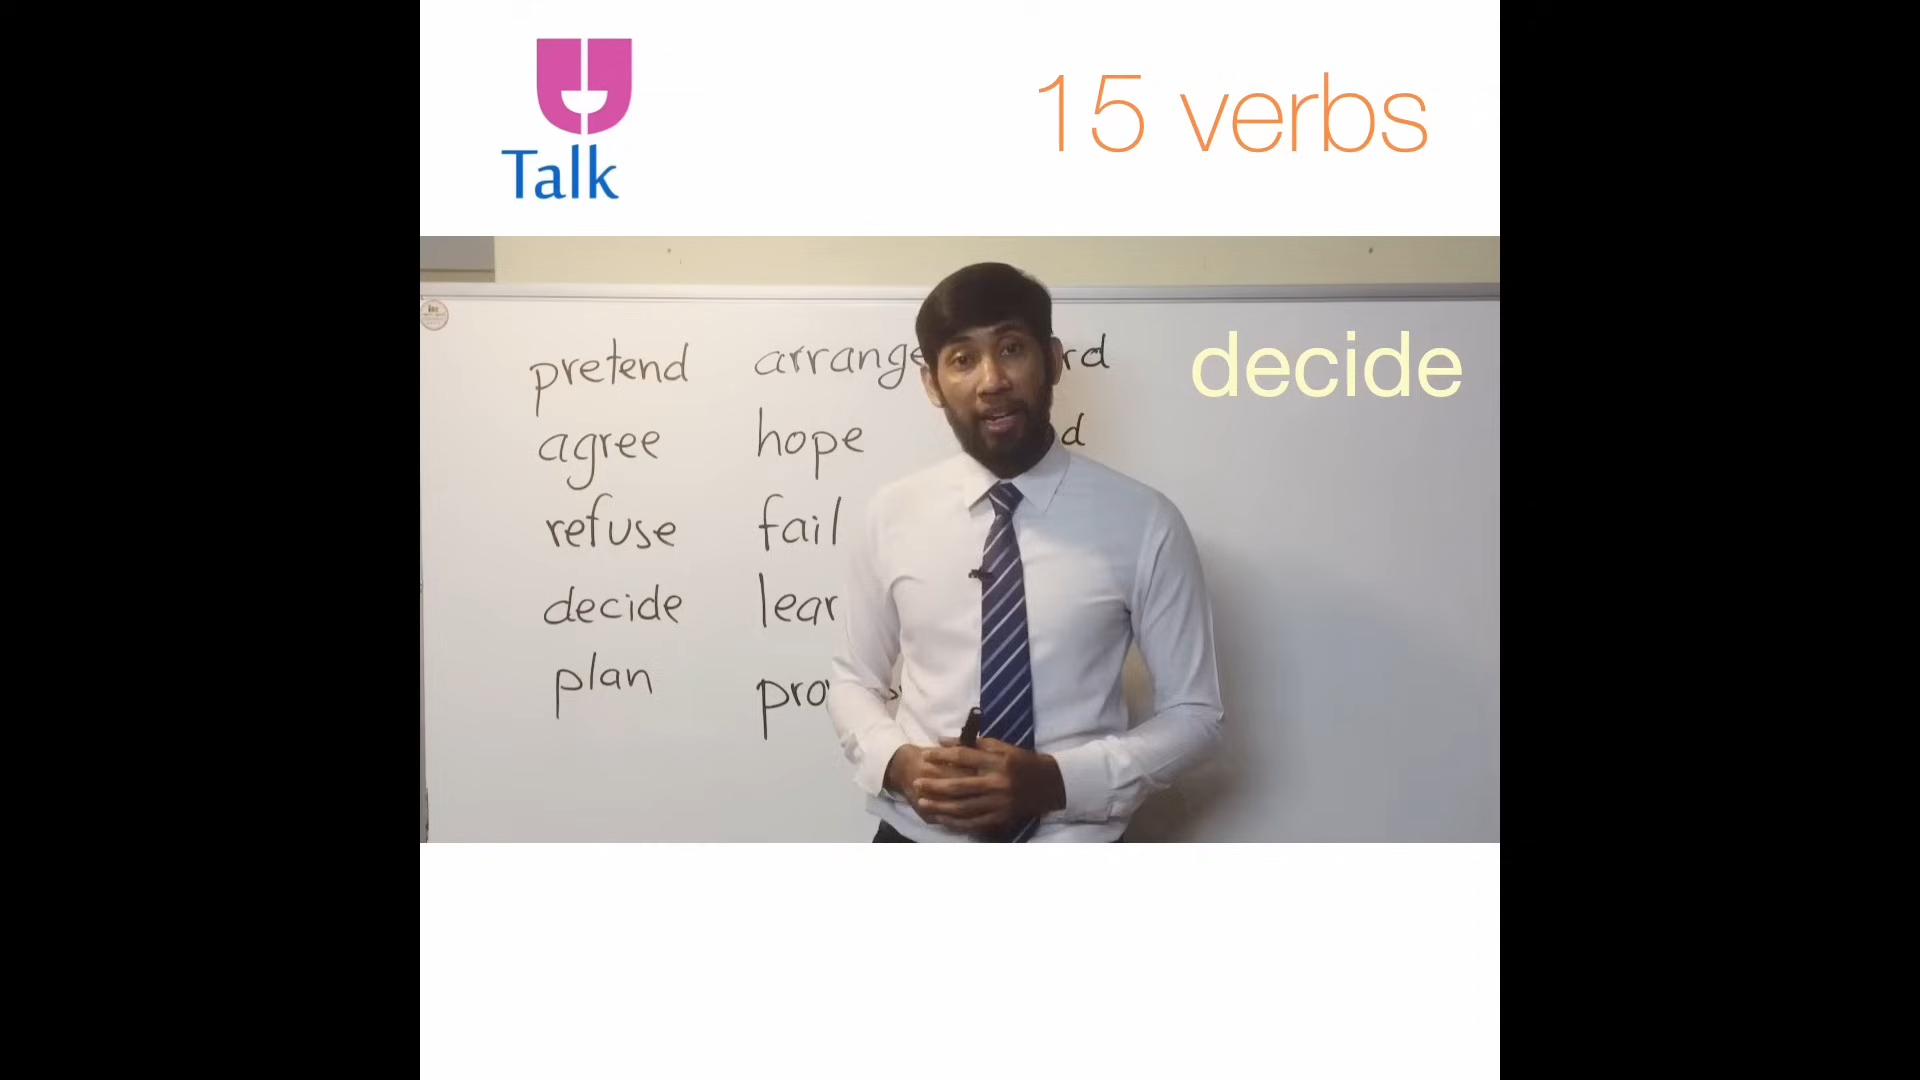 Talk
15 verbs
decide
pretend arrange
agree hope
refuse fail
decide
plan